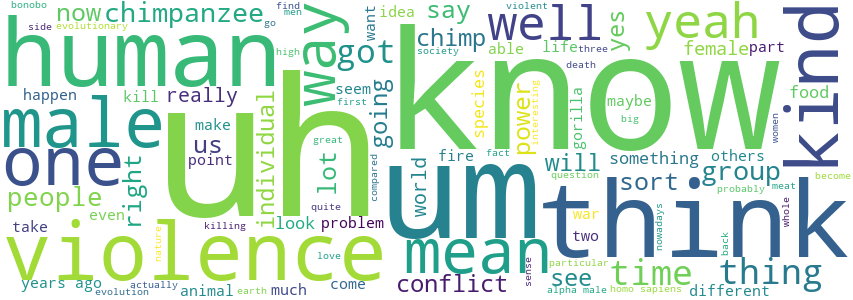 bonobo
now
chimpanzee
find
men
idea
say
well
violent
yes
yeah
kind
side
evolutionary
go
want
human
way
got
chimp
know
able
life
three
female
part
happen
kill
really
high
seem
society
death
food
first
going
species
power
interesting
gorilla
maybe
big
women
male
uh
one
us
make
point
individual
lot
great
um
world
fire
fact
will
something
others
think
question
probably
meat
become
group
sort
people
right
even
quite
compared
take
killing
look
problem
mean
war
two
nowadays
back
whole
violence
nature
love
sense
see
particular
time
thing
years ago
actually
evolution
animal
earth
much
come
conflict
alpha male
homo sapiens
different